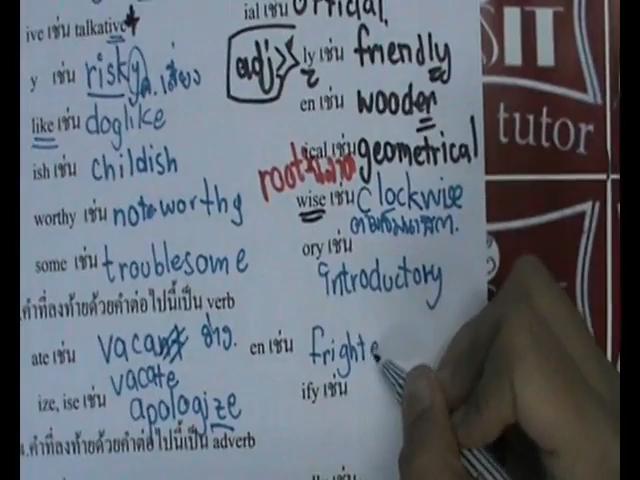 ial เช่น official,
ive เช่น talkative
adj ly เช่น friendly
y เช่น risky
en เช่น wooden
like เช่น doglike
ical เช่น geometrical
ish เช่น childish
root
wise เช่น clockwise
worthy เช่น noteworthy
ory เช่น
introductory
some เช่น troublesome
.คำที่ลงท้ายด้วยคำต่อไปนี้เป็น verb
ate เช่น vacan
vacate
en เช่น frighte
ize, ise เช่น apologize
ify เช่น
.คำที่ลงท้ายด้วยคำต่อไปนี้เป็น adverb
SIT
tutor